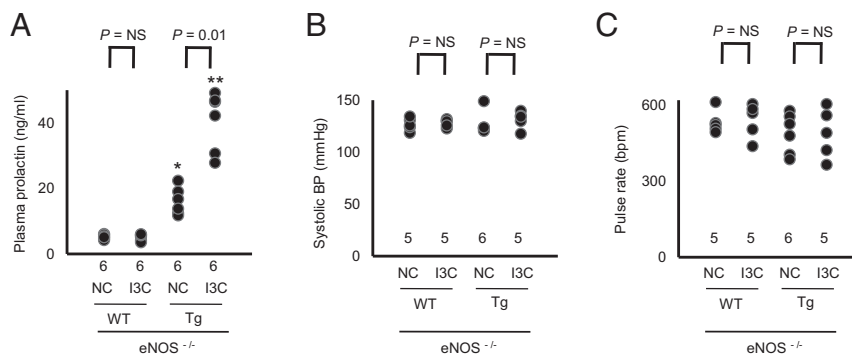 A
P = NS
P = 0.01
Plasma prolactin (ng/ml)
40
20
0
*
**
6 6 6 6
NC I3C NC I3C
WT Tg
eNOS -/-
B
P = NS
P = NS
Systolic BP (mmHg)
150
100
50
0
5 5 6 5
NC I3C NC I3C
WT Tg
eNOS -/-
C
P = NS
P = NS
Pulse rate (bpm)
600
300
0
5 5 6 5
NC I3C NC I3C
WT Tg
eNOS -/-